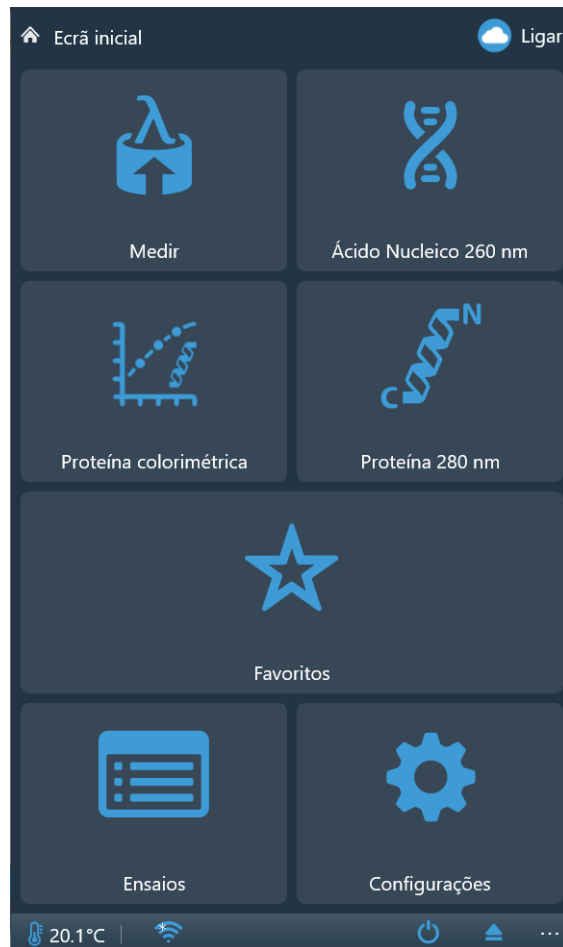 Ecrã inicial
Ligar
λ
Medir
Ácido Nucleico 260 nm
N
C
Proteína colorimétrica
Proteína 280 nm
Favoritos
Ensaios
Configurações
20.1°C